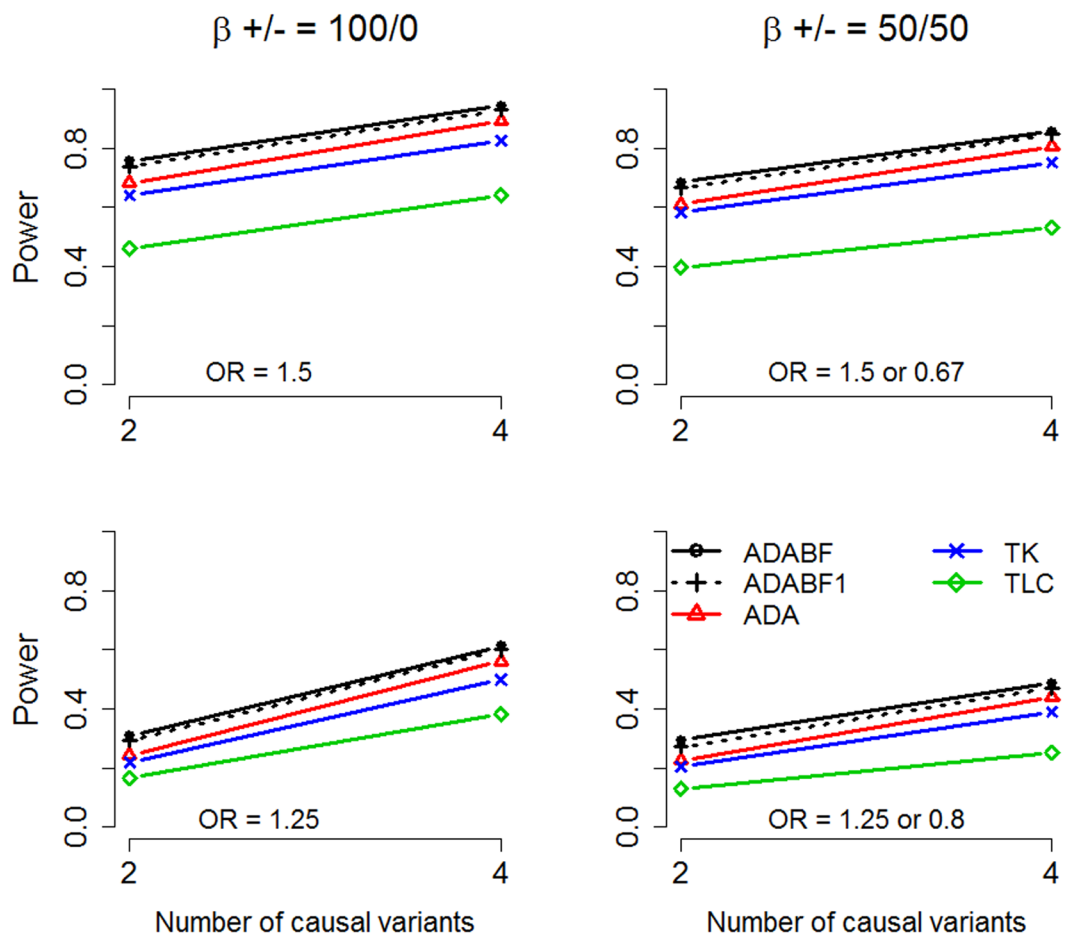 β +/- = 100/0
β +/- = 50/50
Power
0.0
0.4
0.8
OR = 1.5
2
4
0.0
0.4
0.8
OR = 1.5 or 0.67
2
4
Power
0.0
0.4
0.8
OR = 1.25
2
4
Number of causal variants
0.0
0.4
0.8
ADABF
ADABF1
ADA
TK
TLC
OR = 1.25 or 0.8
2
4
Number of causal variants